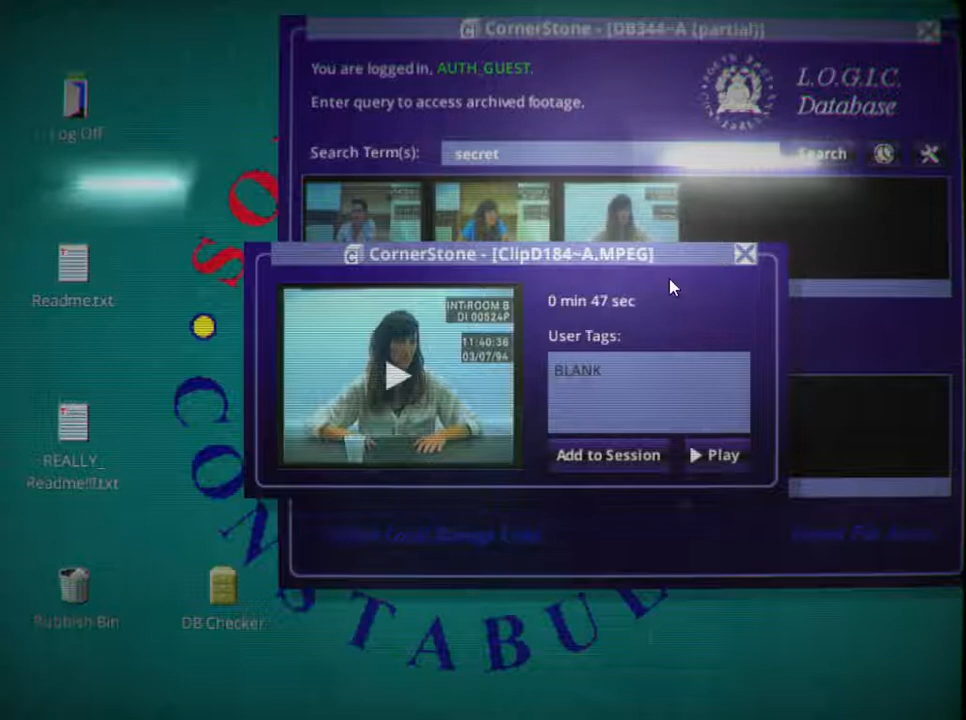 CornerStone - [DB344~A (partial)]
You are logged in, AUTH_GUEST.
Enter query to access archived footage.
L.O.G.I.C.
Database
Search Term(s):
secret
Search
Log Off
CornerStone - [ClipD184~A.MPEG]
0 min 47 sec
User Tags:
BLANK
INT:ROOM B
DI 00524P
11:40:36
03/07/94
Add to Session
Play
Readme.txt
REALLY_
Readme!!!.txt
Rubbish Bin
DB Checker
SO
CONSTABUL